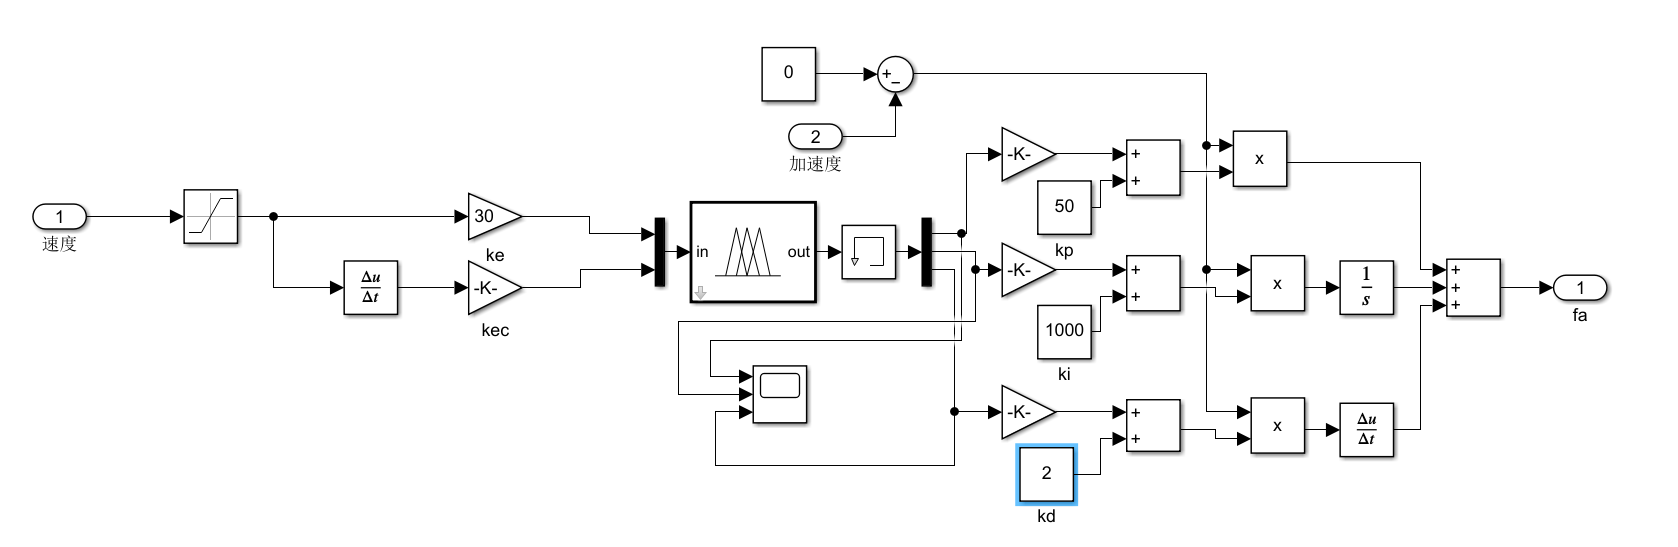 0
+
−
2
加速度
-K-
+
+
x
50
kp
1
速度
30
ke
in
out
-K-
+
+
x
1
s
+
+
+
1
fa
Δu
Δt
-K-
kec
1000
ki
-K-
+
+
x
Δu
Δt
2
kd